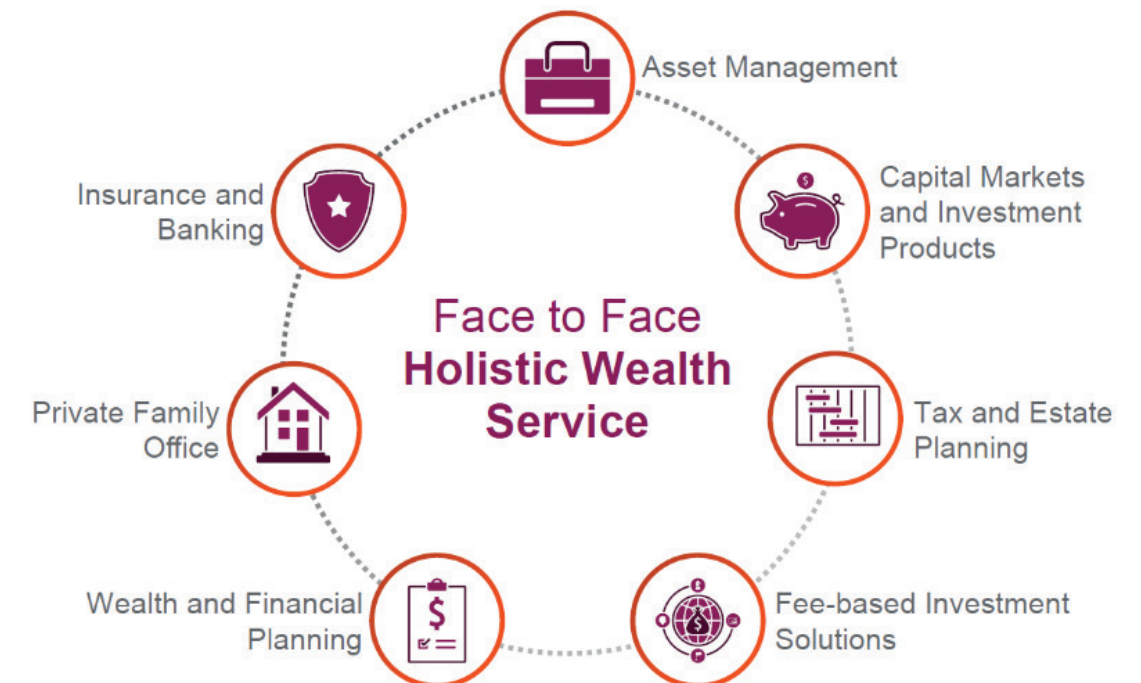 Asset Management
Capital Markets
and Investment
Products
Tax and Estate
Planning
Fee-based Investment
Solutions
Wealth and Financial
Planning
Private Family
Office
Insurance and
Banking
Face to Face
Holistic Wealth
Service
$
$
$